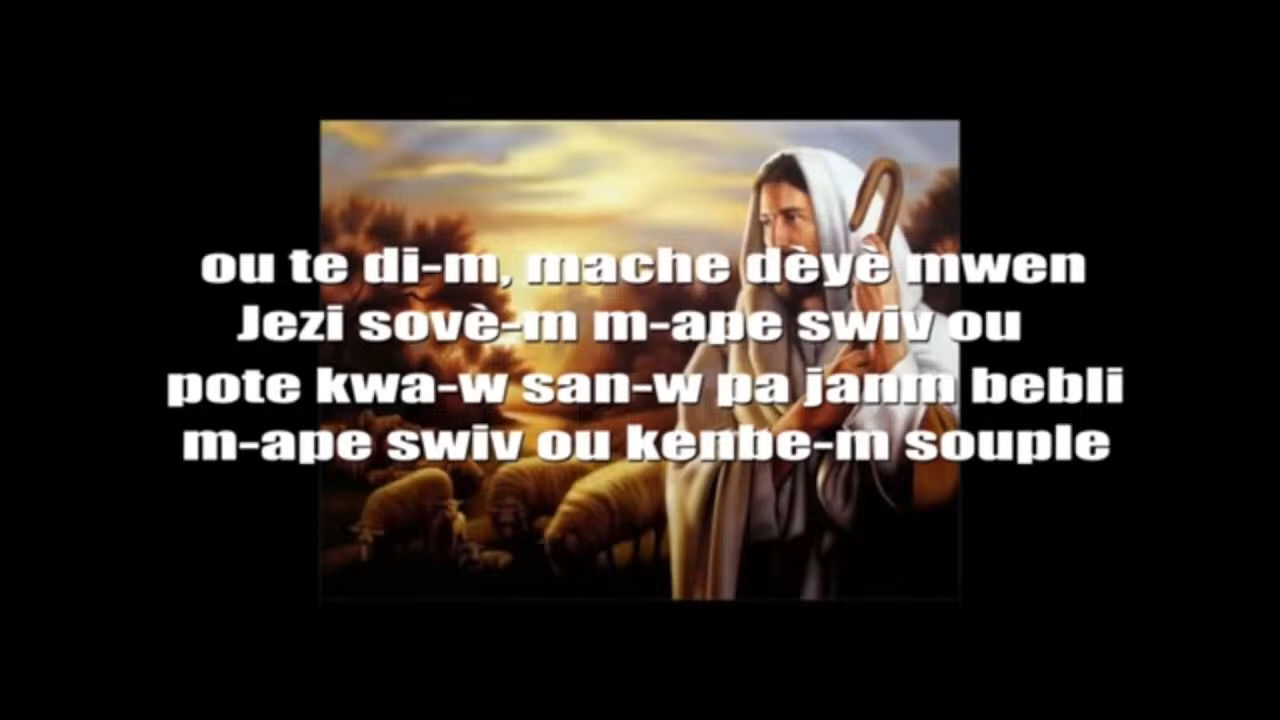 ou te di-m, mache dèyè mwen
Jezi sovè-m m-ape swiv ou
pote kwa-w san-w pa janm bebli
m-ape swiv ou kenbe-m souple